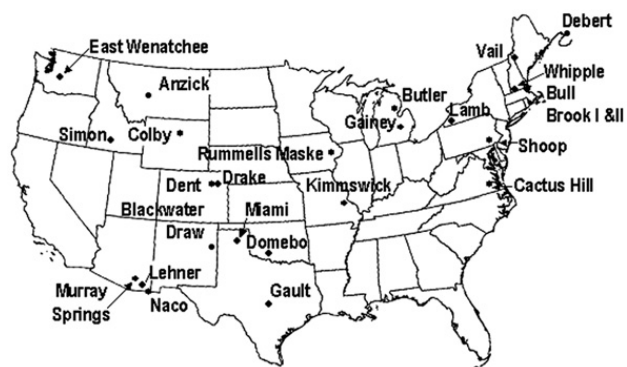 Debert
East Wenatchee
Vail
Whipple
Anzick
Butler
Bull
Lamb
Brook I &II
Gainey
Simon
Colby
Shoop
Rummells Maske
Dent
Drake
Kimmswick
Cactus Hill
Blackwater
Miami
Draw
Domebo
Lehner
Murray
Springs
Naco
Gault